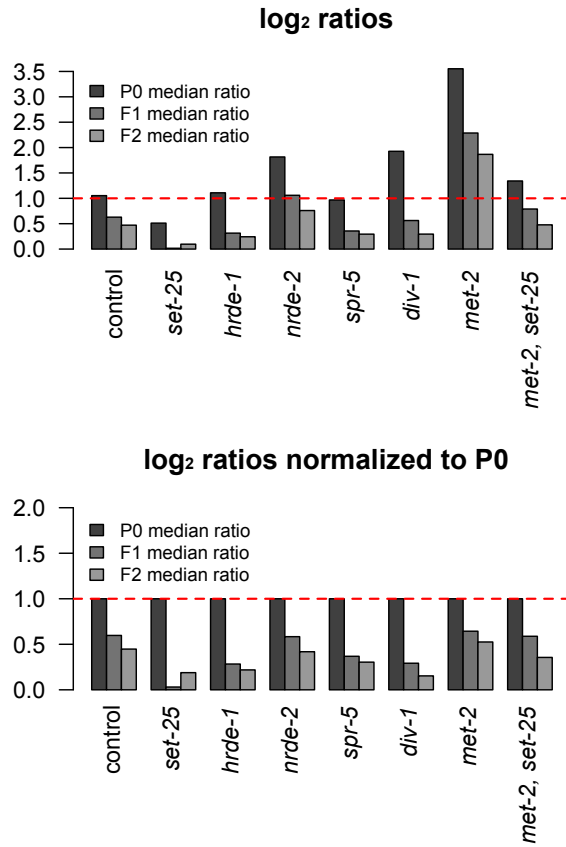 log₂ ratios
3.5
3.0
2.5
2.0
1.5
1.0
0.5
0.0
P0 median ratio
F1 median ratio
F2 median ratio
control
set-25
hrde-1
nrde-2
spr-5
div-1
met-2
met-2, set-25
log₂ ratios normalized to P0
2.0
1.5
1.0
0.5
0.0
P0 median ratio
F1 median ratio
F2 median ratio
control
set-25
hrde-1
nrde-2
spr-5
div-1
met-2
met-2, set-25